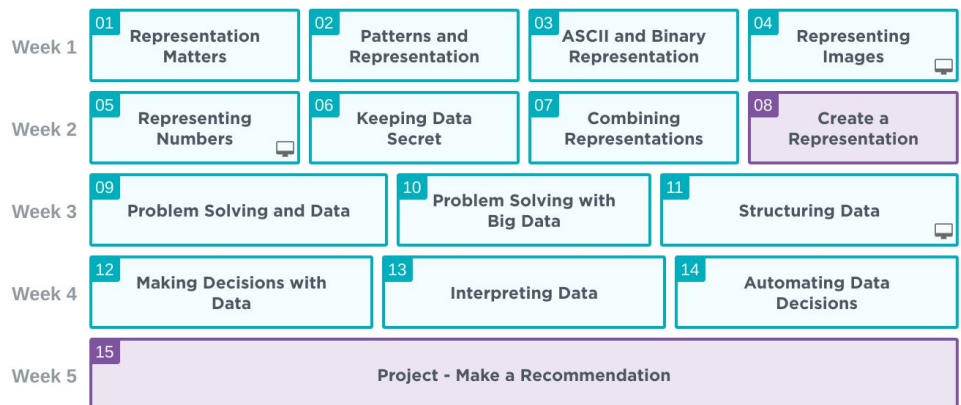 Week 1
01
Representation
Matters
02
Patterns and
Representation
03
ASCII and Binary
Representation
04
Representing
Images
Week 2
05
Representing
Numbers
06
Keeping Data
Secret
07
Combining
Representations
08
Create a
Representation
Week 3
09
Problem Solving and Data
10
Problem Solving with
Big Data
11
Structuring Data
Week 4
12
Making Decisions with
Data
13
Interpreting Data
14
Automating Data
Decisions
Week 5
15
Project - Make a Recommendation